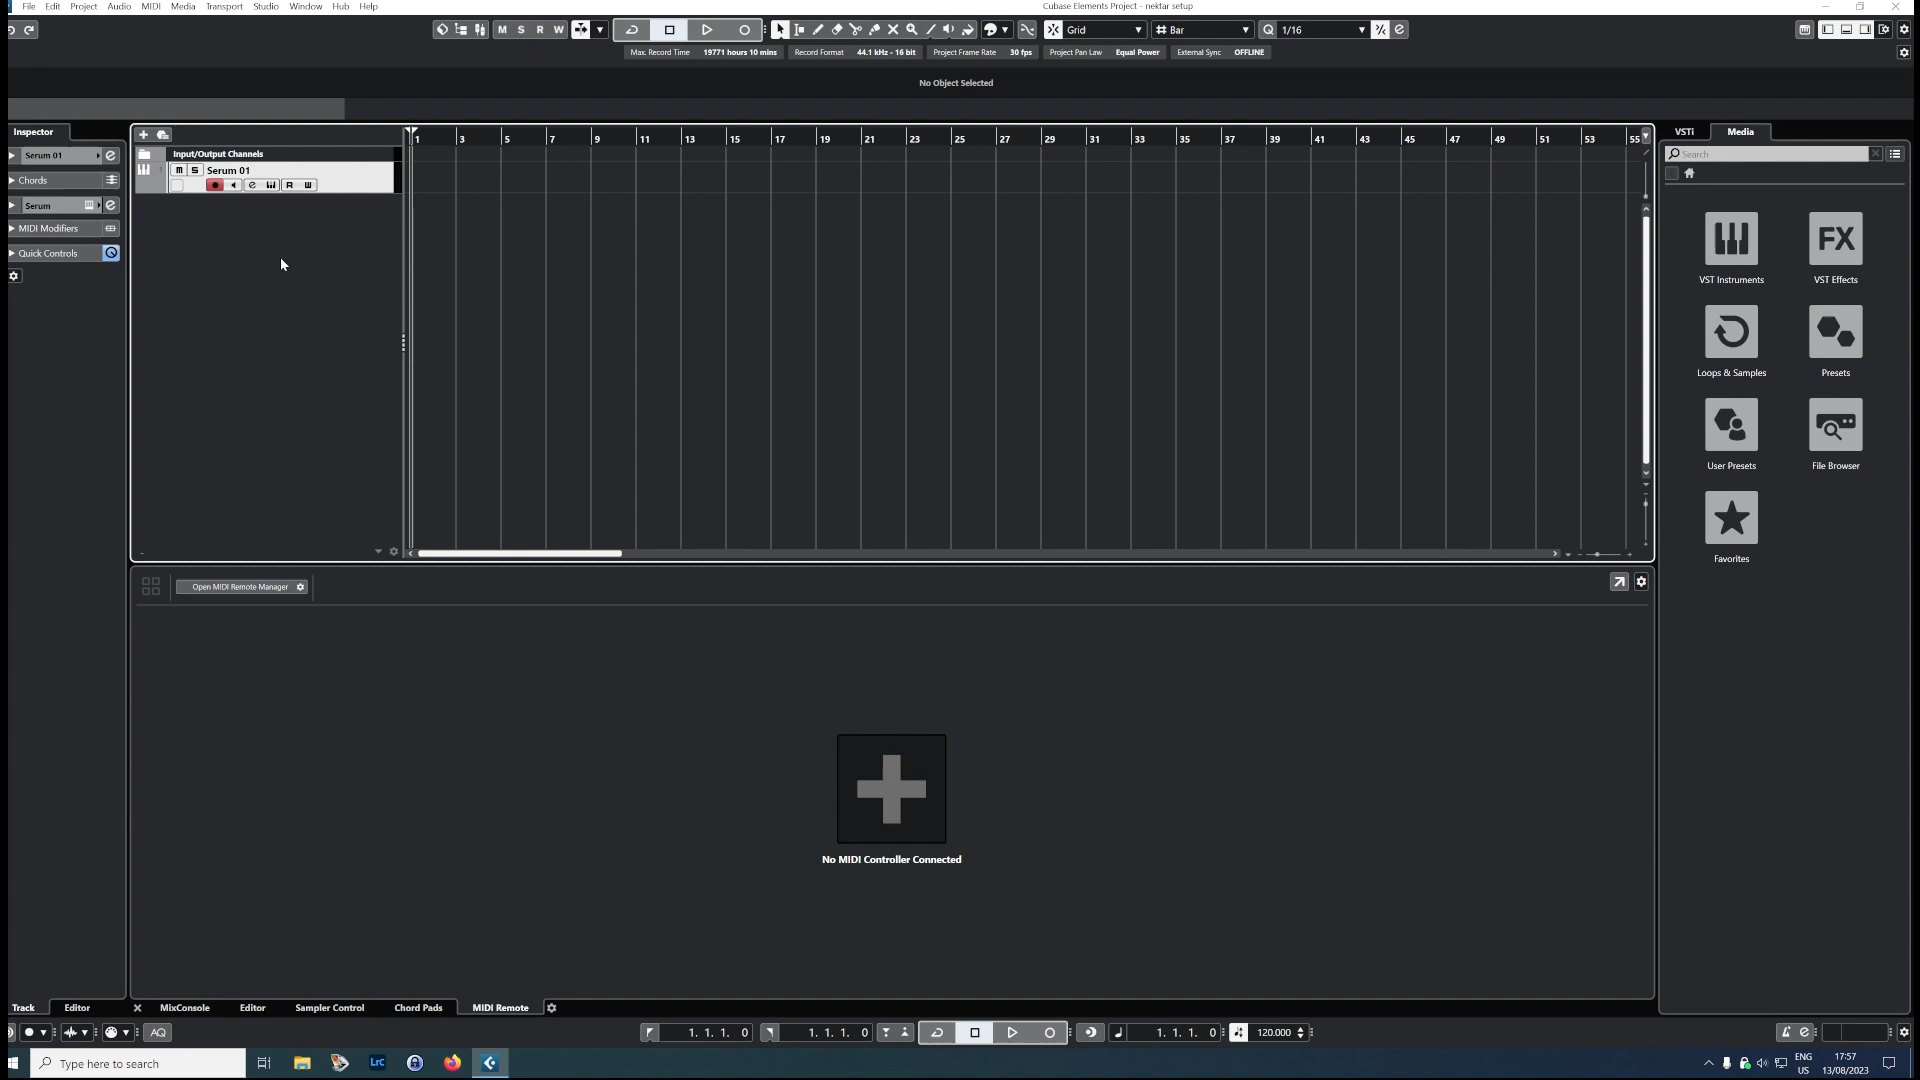 File Edit Project Audio MIDI Media Transport Studio Window Hub Help
Cubase Elements Project - nektar setup
M S R W
Grid
Bar
Q 1/16
Max. Record Time 19771 hours 10 mins
Record Format 44.1 kHz - 16 bit
Project Frame Rate 30 fps
Project Pan Law Equal Power
External Sync OFFLINE
No Object Selected
Inspector
Serum 01
Chords
Serum
MIDI Modifiers
Quick Controls
1 3 5 7 9 11 13 15 17 19 21 23 25 27 29 31 33 35 37 39 41 43 45 47 49 51 53 55
Input/Output Channels
1
m S Serum 01
e R W
VSTi Media
Search
VST Instruments
FX
VST Effects
Loops & Samples
Presets
User Presets
File Browser
Favorites
Open MIDI Remote Manager
No MIDI Controller Connected
Track Editor
MixConsole Editor Sampler Control Chord Pads MIDI Remote
AQ
1. 1. 1. 0
1. 1. 1. 0
1. 1. 1. 0
120.000
Type here to search
LrC
ENG
US
17:57
13/08/2023